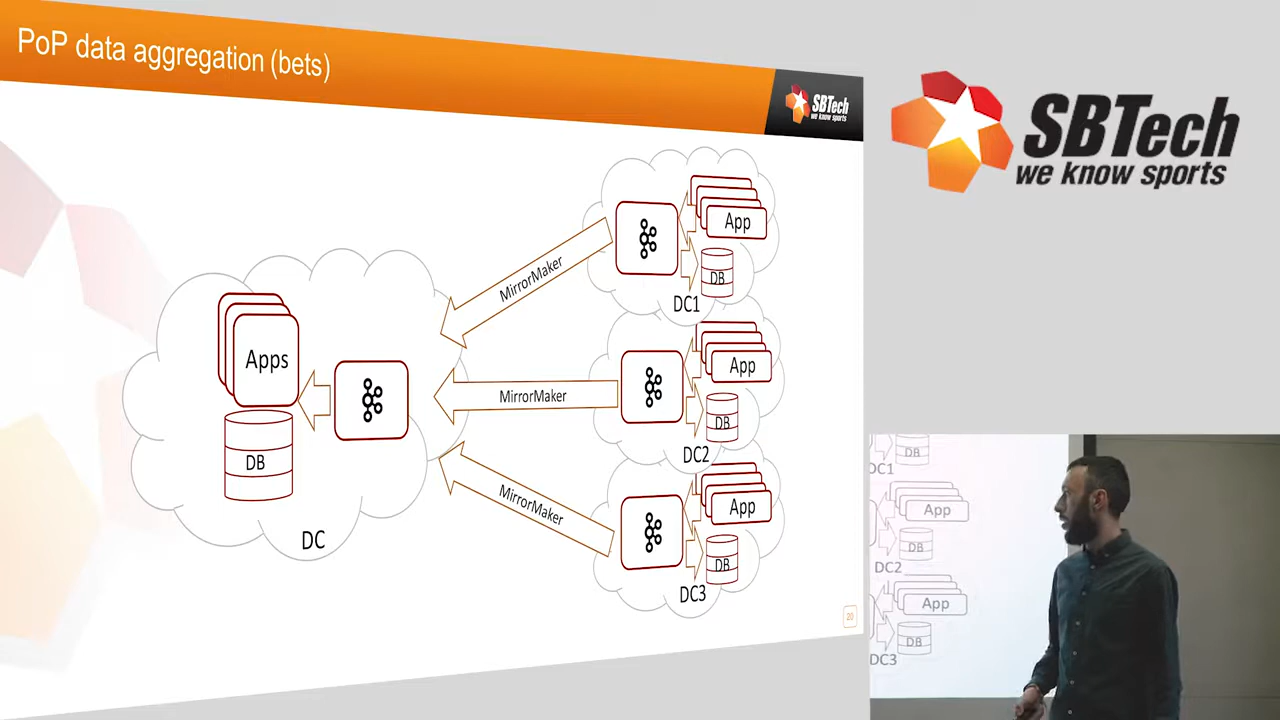 PoP data aggregation (bets)
SBTech
we know sports
SBTech
we know sports
App
DB
DC1
MirrorMaker
App
DB
DC2
MirrorMaker
Apps
DB
DC
App
DB
DC3
MirrorMaker
20
DB
DC1
App
DB
DC2
App
DB
DC3